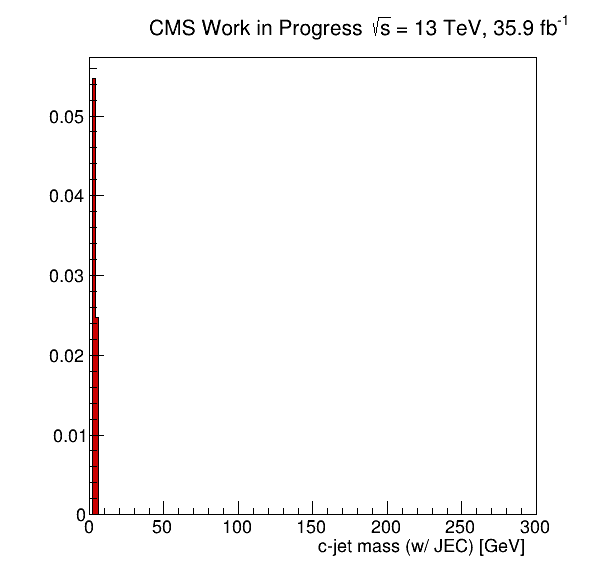 CMS Work in Progress √s = 13 TeV, 35.9 fb⁻¹
0.05
0.04
0.03
0.02
0.01
0
0 50 100 150 200 250 300
c-jet mass (w/ JEC) [GeV]